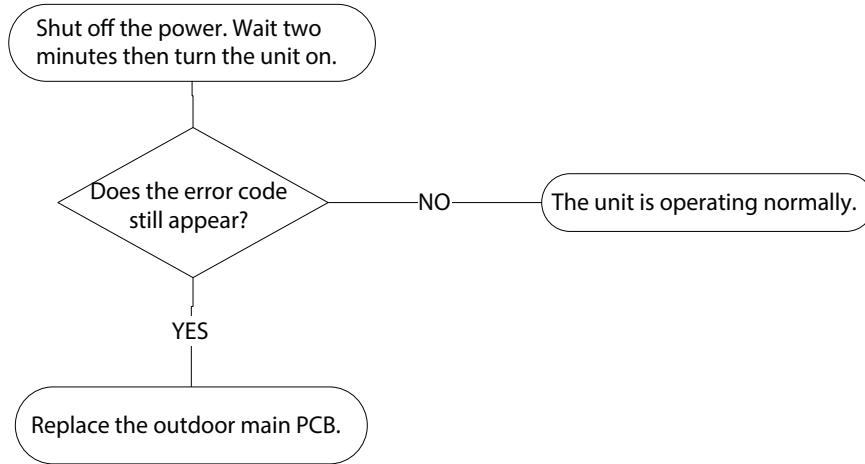 Shut off the power. Wait two
minutes then turn the unit on.
Does the error code
still appear?
NO
The unit is operating normally.
YES
Replace the outdoor main PCB.